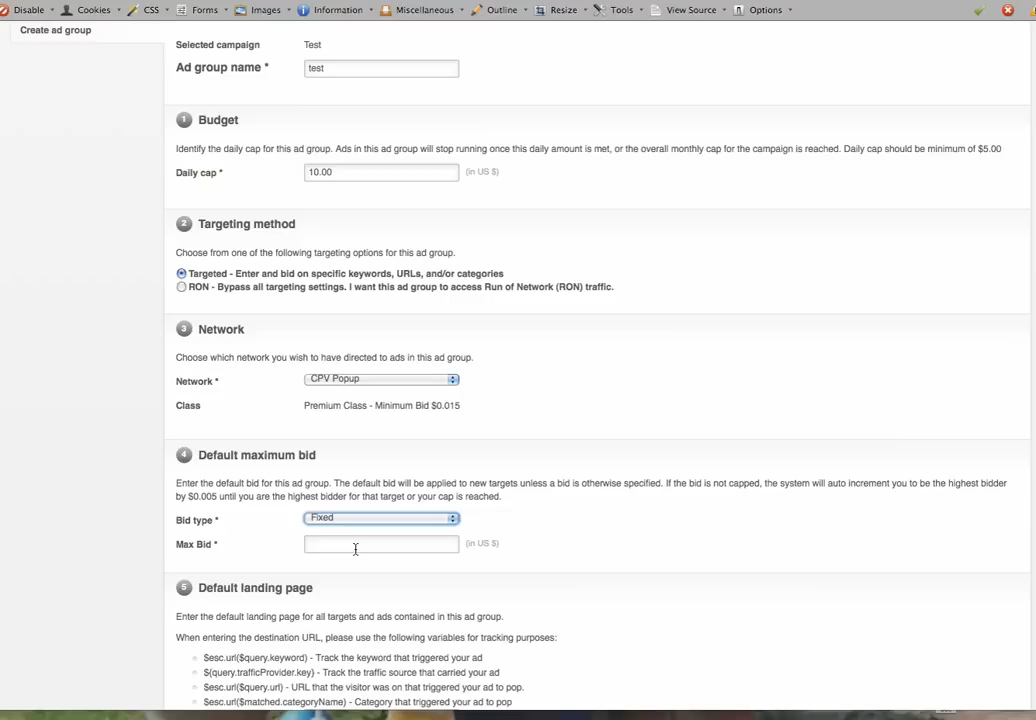 Disable Cookies CSS Forms Images Information Miscellaneous Outline Resize Tools View Source Options
Create ad group
Selected campaign Test
Ad group name * test
1 Budget
Identify the daily cap for this ad group. Ads in this ad group will stop running once this daily amount is met, or the overall monthly cap for the campaign is reached. Daily cap should be minimum of $5.00
Daily cap * 10.00 (in US $)
2 Targeting method
Choose from one of the following targeting options for this ad group.
Targeted - Enter and bid on specific keywords, URLs, and/or categories
RON - Bypass all targeting settings. I want this ad group to access Run of Network (RON) traffic.
3 Network
Choose which network you wish to have directed to ads in this ad group.
Network * CPV Popup
Class Premium Class - Minimum Bid $0.015
4 Default maximum bid
Enter the default bid for this ad group. The default bid will be applied to new targets unless a bid is otherwise specified. If the bid is not capped, the system will auto increment you to be the highest bidder
by $0.005 until you are the highest bidder for that target or your cap is reached.
Bid type * Fixed
Max Bid * (in US $)
5 Default landing page
Enter the default landing page for all targets and ads contained in this ad group.
When entering the destination URL, please use the following variables for tracking purposes:
$esc.url($query.keyword) - Track the keyword that triggered your ad
${query.trafficProvider.key} - Track the traffic source that carried your ad
$esc.url($query.url) - URL that the visitor was on that triggered your ad to pop.
$esc.url($matched.categoryName) - Category that triggered your ad to pop